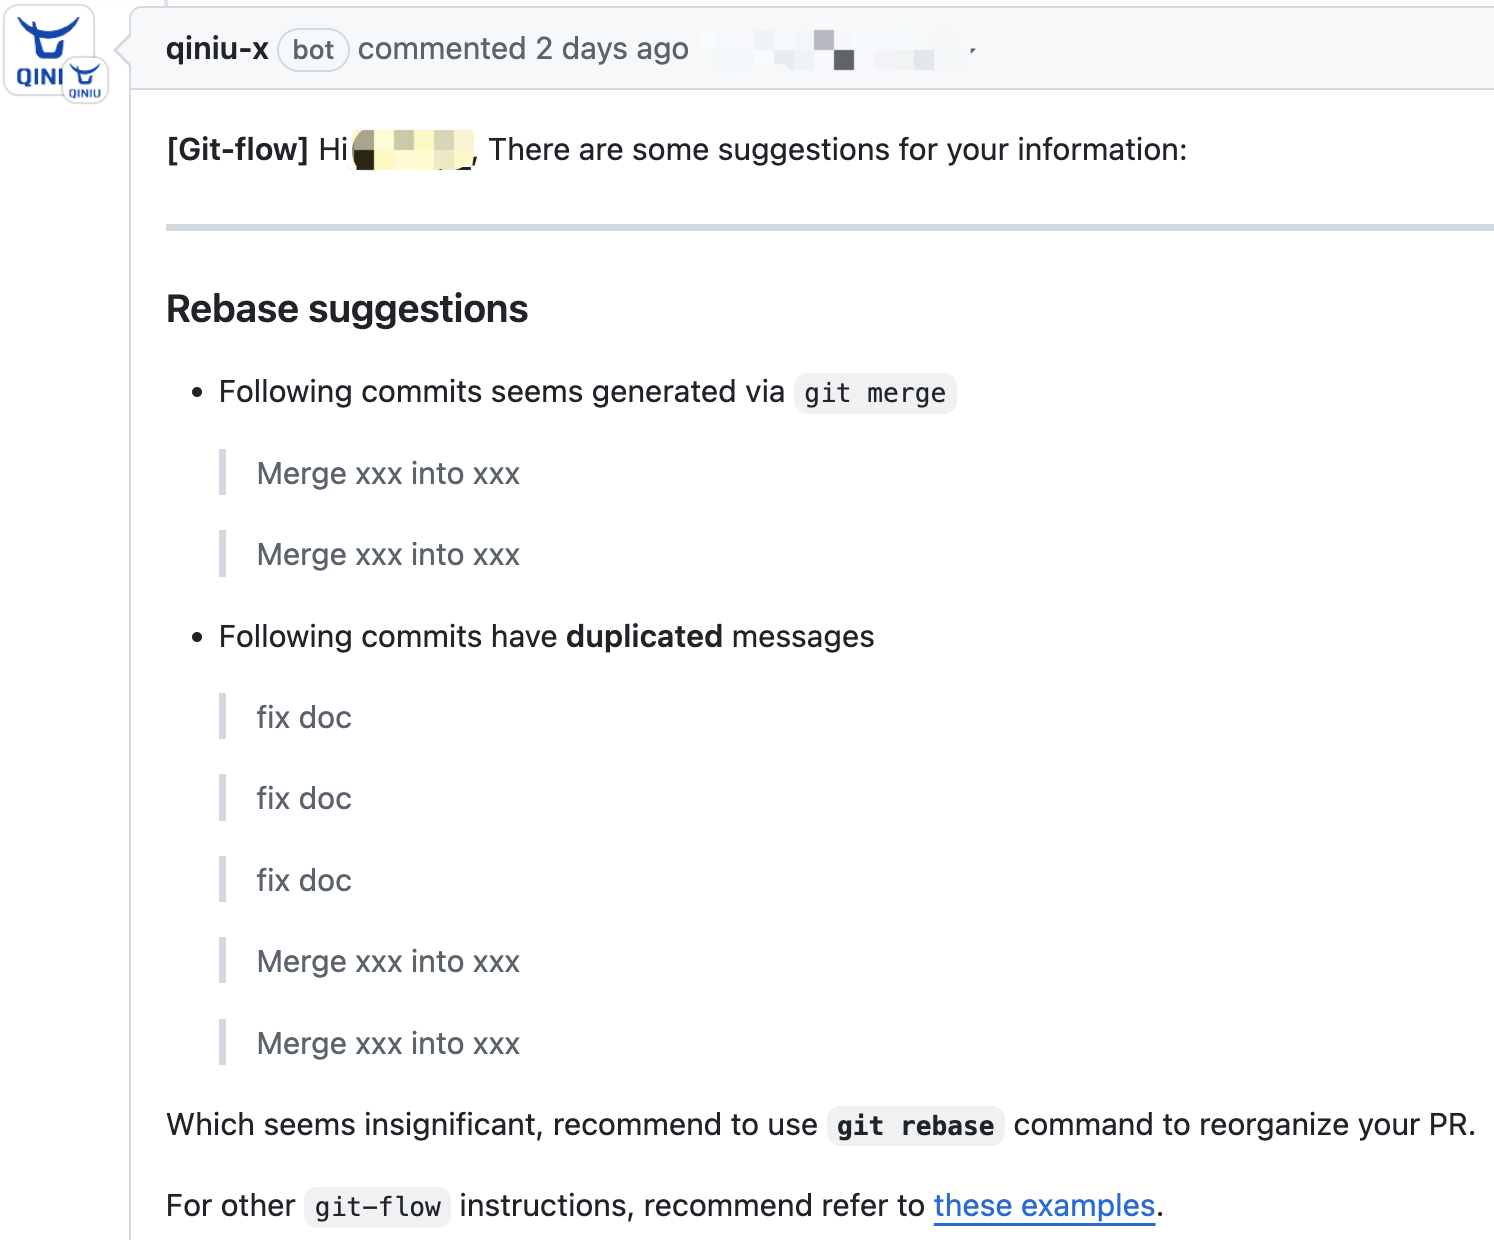 QINI
QINIU
qiniu-x bot commented 2 days ago
[Git-flow] Hi , There are some suggestions for your information:
Rebase suggestions
• Following commits seems generated via git merge
Merge xxx into xxx
Merge xxx into xxx
• Following commits have duplicated messages
fix doc
fix doc
fix doc
Merge xxx into xxx
Merge xxx into xxx
Which seems insignificant, recommend to use git rebase command to reorganize your PR.
For other git-flow instructions, recommend refer to these examples.